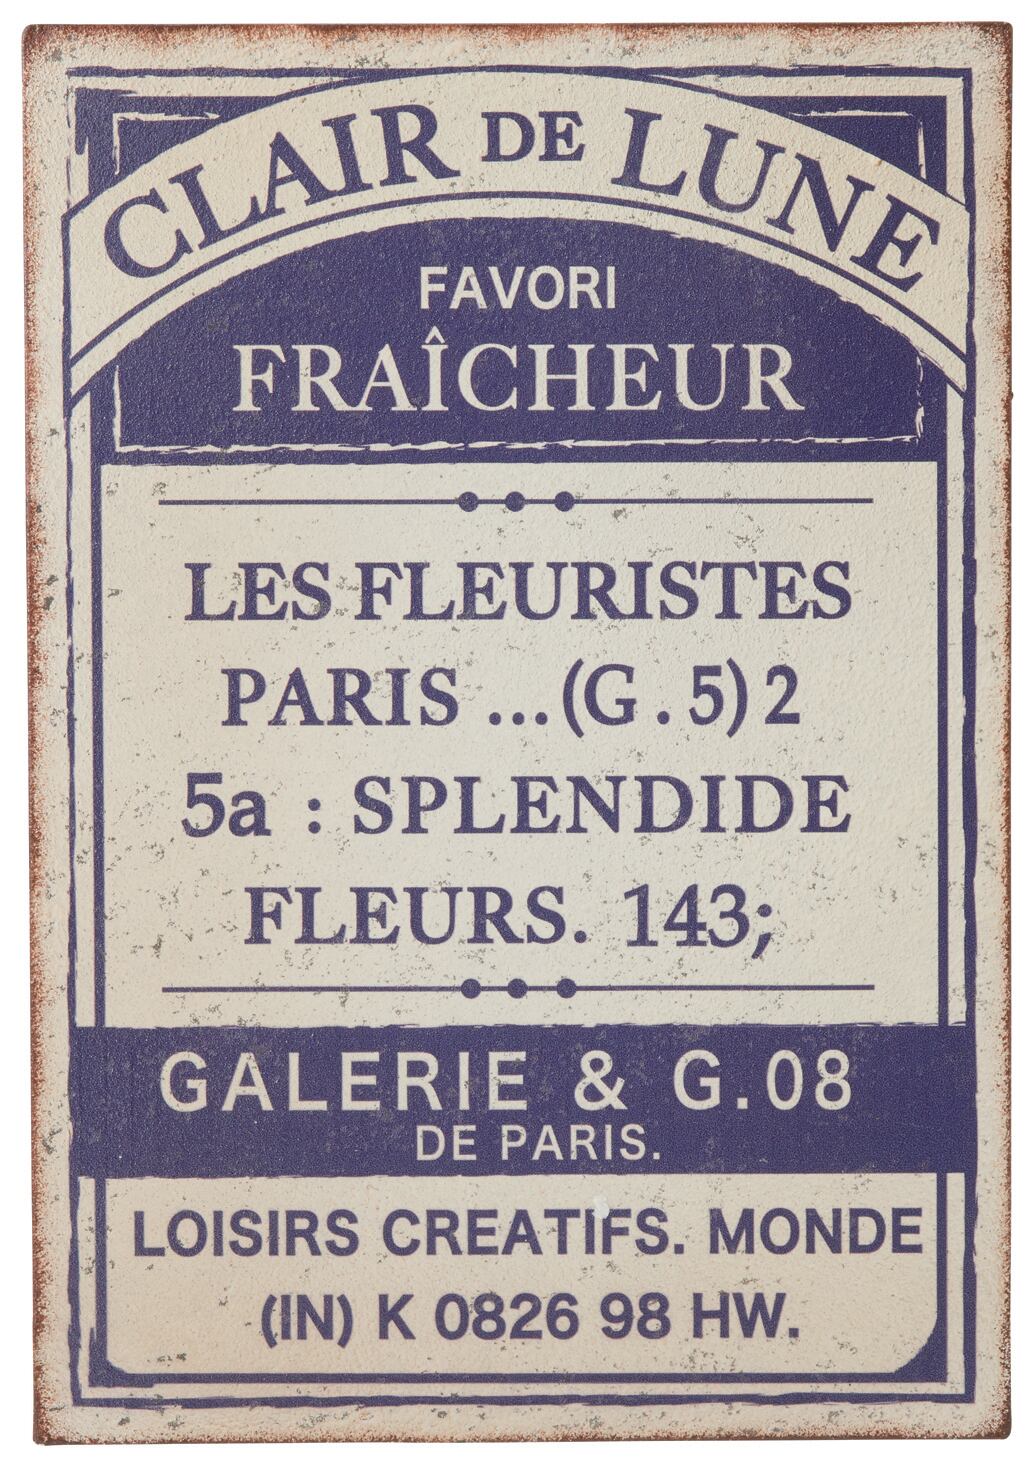 CLAIR DE LUNE
FAVORI
FRAÎCHEUR
LES FLEURISTES
PARIS ...(G . 5) 2
5a : SPLENDIDE
FLEURS. 143;
GALERIE & G.08
DE PARIS.
LOISIRS CREATIFS. MONDE
(IN) K 0826 98 HW.